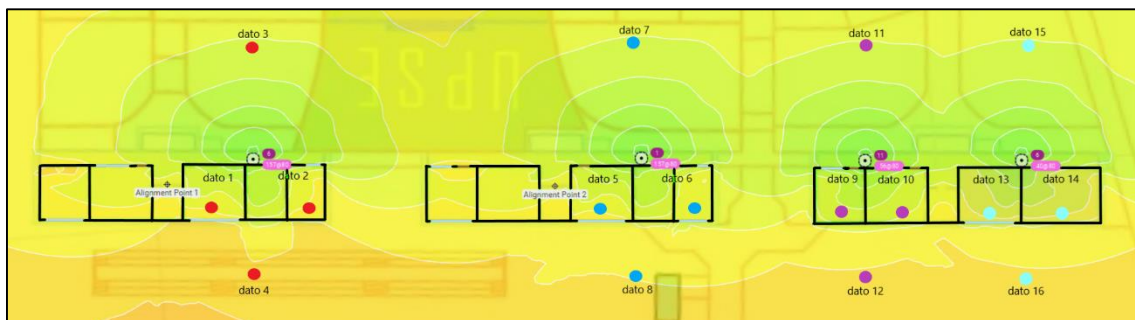 dato 3
dato 7
dato 11
dato 15
UPSE
dato 1
dato 2
Alignment Point 1
dato 5
dato 6
Alignment Point 2
dato 9
dato 10
dato 13
dato 14
dato 4
dato 8
dato 12
dato 16